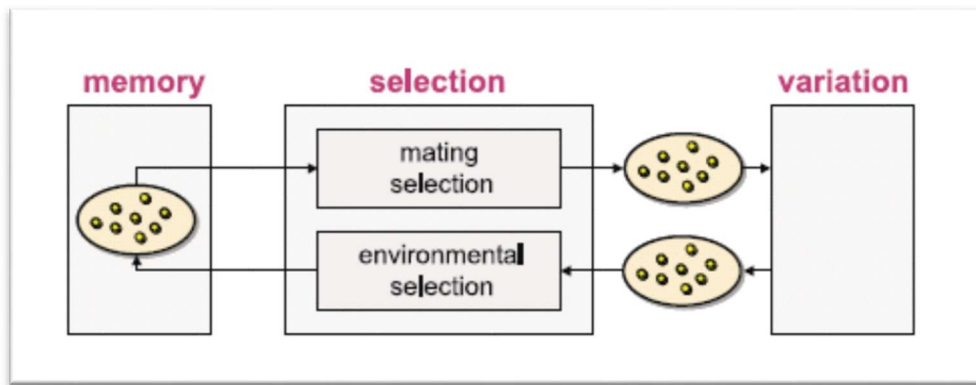 memory
selection
variation
mating
selection
environmental
selection